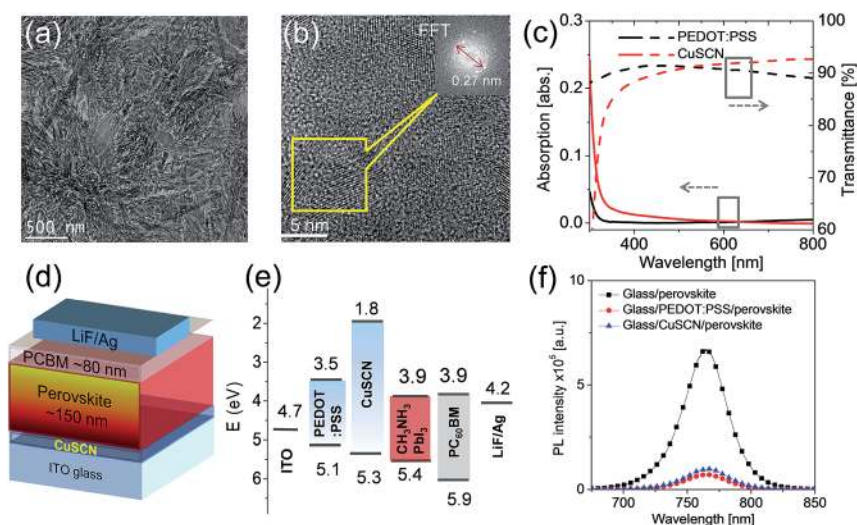 (a)
500 nm
(b)
FFT
0.27 nm
5 nm
(c)
PEDOT:PSS
CuSCN
Absorption [abs.]
0.3
0.2
0.1
0.0
Transmittance [%]
100
90
80
70
60
400 600 800
Wavelength [nm]
(d)
LiF/Ag
PCBM ~80 nm
Perovskite
~150 nm
CuSCN
ITO glass
(e)
E (eV)
2
3
4
5
6
4.7
ITO
3.5
PEDOT
:PSS
5.1
1.8
CuSCN
5.3
3.9
CH3NH3
PbI3
5.4
3.9
PC60BM
5.9
4.2
LiF/Ag
(f)
Glass/perovskite
Glass/PEDOT:PSS/perovskite
Glass/CuSCN/perovskite
PL intensity x10⁵ [a.u.]
10
5
0
700 750 800 850
Wavelength [nm]